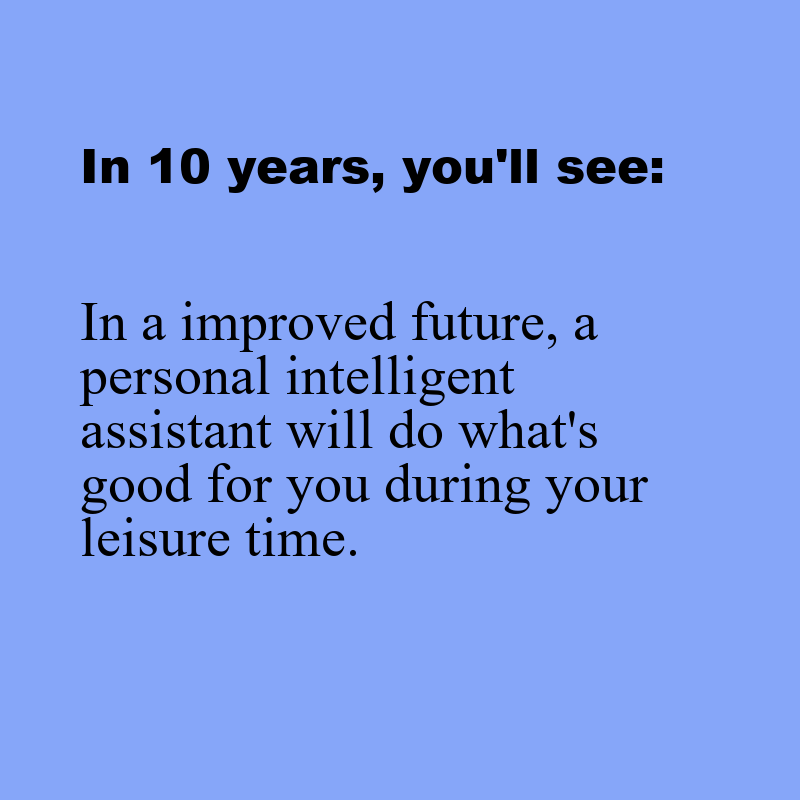 In 10 years, you'll see:
In a improved future, a
personal intelligent
assistant will do what's
good for you during your
leisure time.